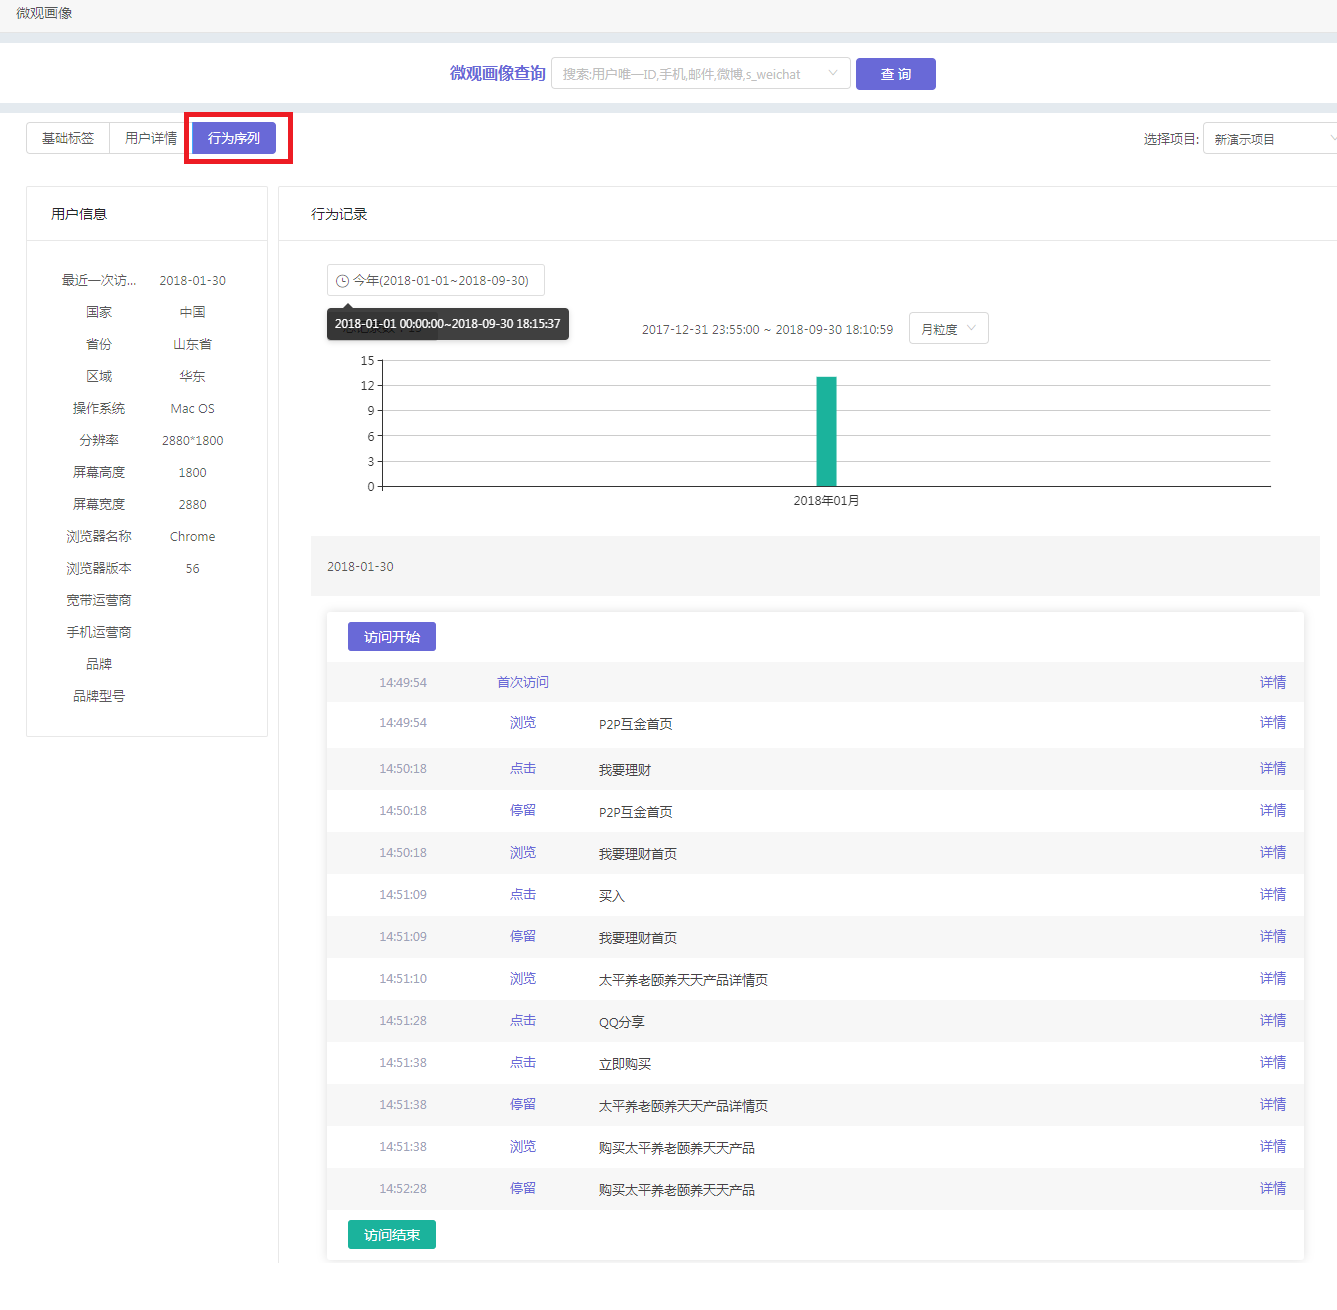 微观画像
微观画像查询 搜索:用户唯一ID,手机,邮件,微博,s_weichat 查 询
基础标签 用户详情 行为序列 选择项目: 新演示项目
用户信息
最近一次访... 2018-01-30
国家 中国
省份 山东省
区域 华东
操作系统 Mac OS
分辨率 2880*1800
屏幕高度 1800
屏幕宽度 2880
浏览器名称 Chrome
浏览器版本 56
宽带运营商
手机运营商
品牌
品牌型号
行为记录
今年(2018-01-01~2018-09-30)
2018-01-01 00:00:00~2018-09-30 18:15:37
2017-12-31 23:55:00 ~ 2018-09-30 18:10:59 月粒度
15
12
9
6
3
0
2018年01月
2018-01-30
访问开始
14:49:54 首次访问 详情
14:49:54 浏览 P2P互金首页 详情
14:50:18 点击 我要理财 详情
14:50:18 停留 P2P互金首页 详情
14:50:18 浏览 我要理财首页 详情
14:51:09 点击 买入 详情
14:51:09 停留 我要理财首页 详情
14:51:10 浏览 太平养老颐养天天产品详情页 详情
14:51:28 点击 QQ分享 详情
14:51:38 点击 立即购买 详情
14:51:38 停留 太平养老颐养天天产品详情页 详情
14:51:38 浏览 购买太平养老颐养天天产品 详情
14:52:28 停留 购买太平养老颐养天天产品 详情
访问结束